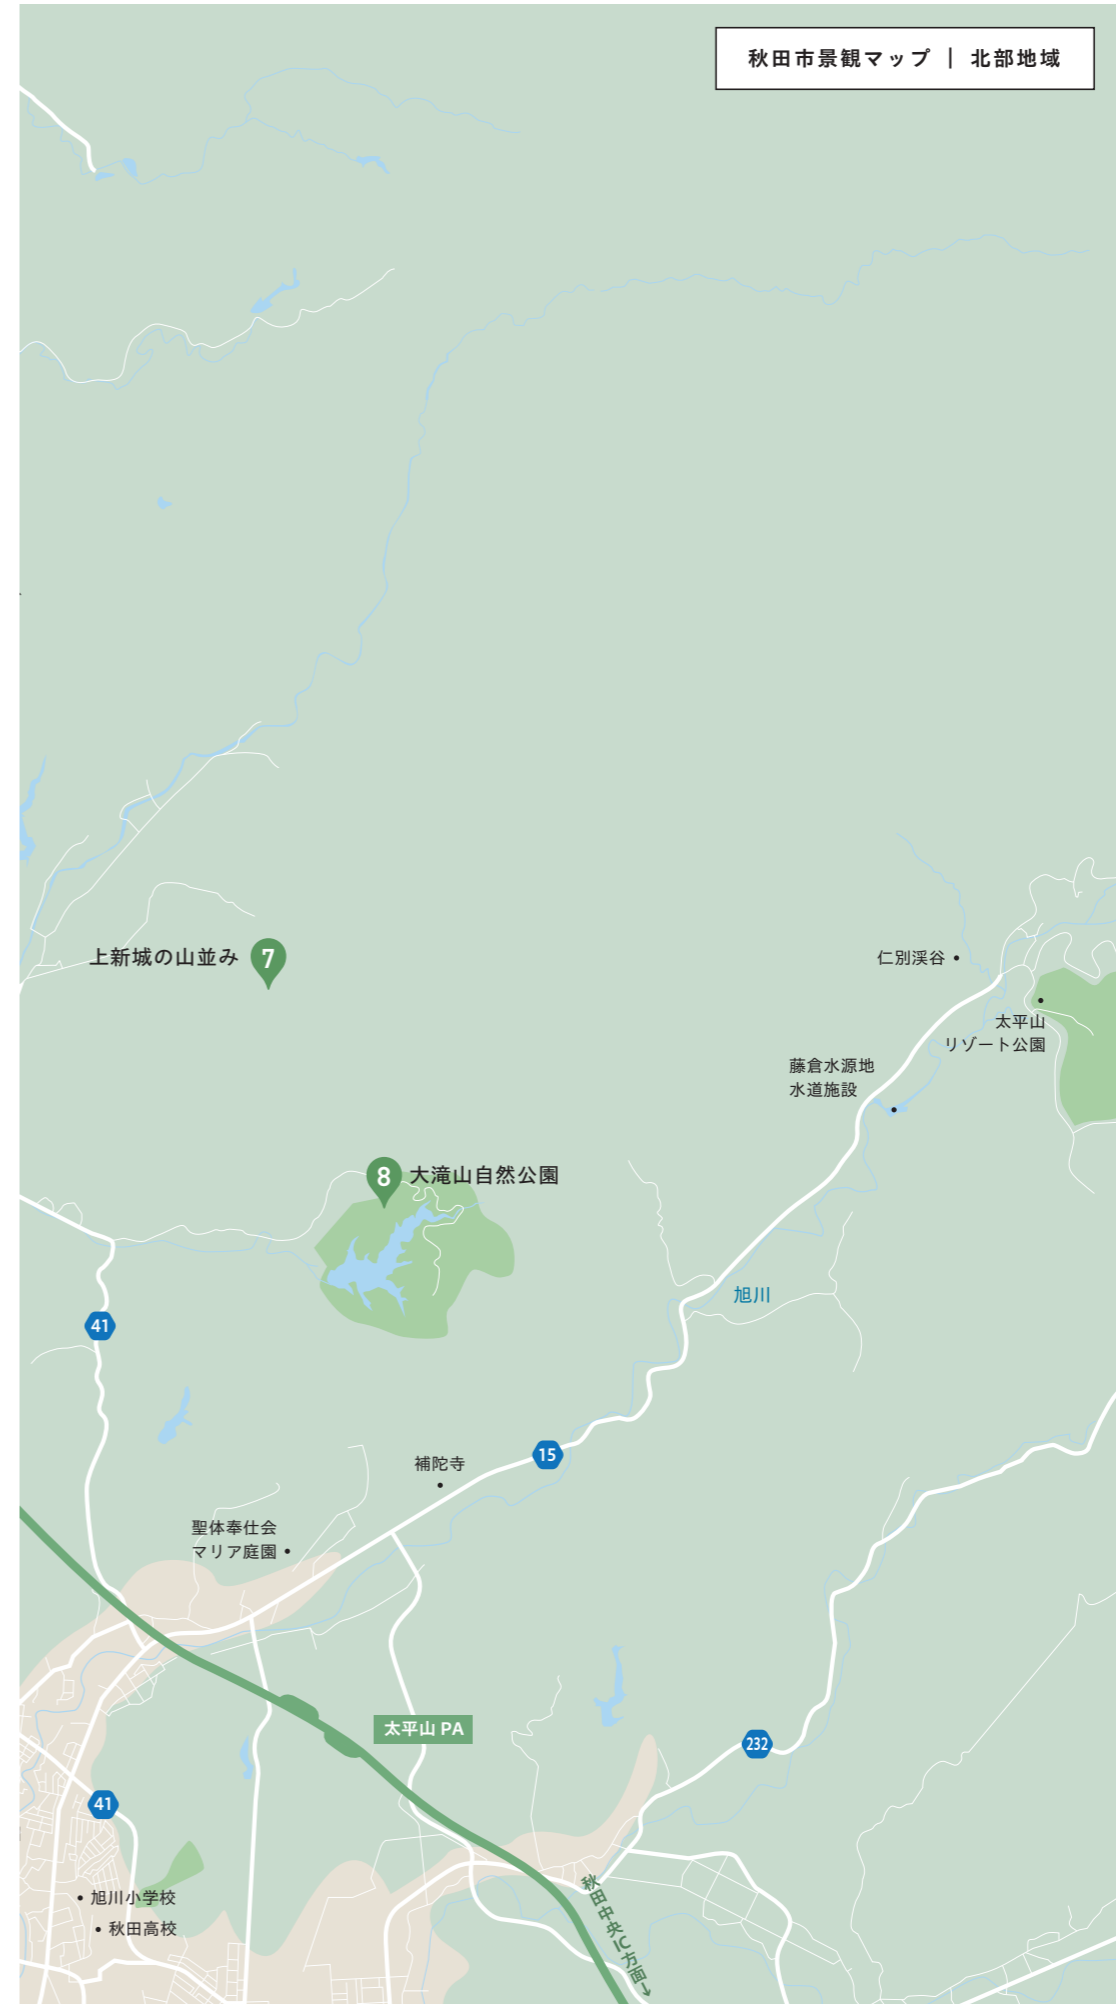 秋田市景観マップ | 北部地域
上新城の山並み 7
仁別渓谷
太平山
リゾート公園
藤倉水源地
水道施設
8 大滝山自然公園
旭川
41
15
補陀寺
聖体奉仕会
マリア庭園
太平山 PA
232
41
旭川小学校
秋田高校
秋田中央IC方面→